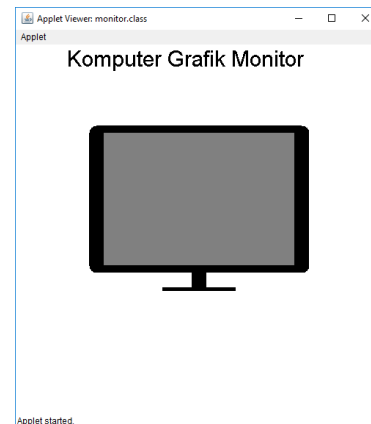 Applet Viewer: monitor.class
Applet
Komputer Grafik Monitor
Applet started.